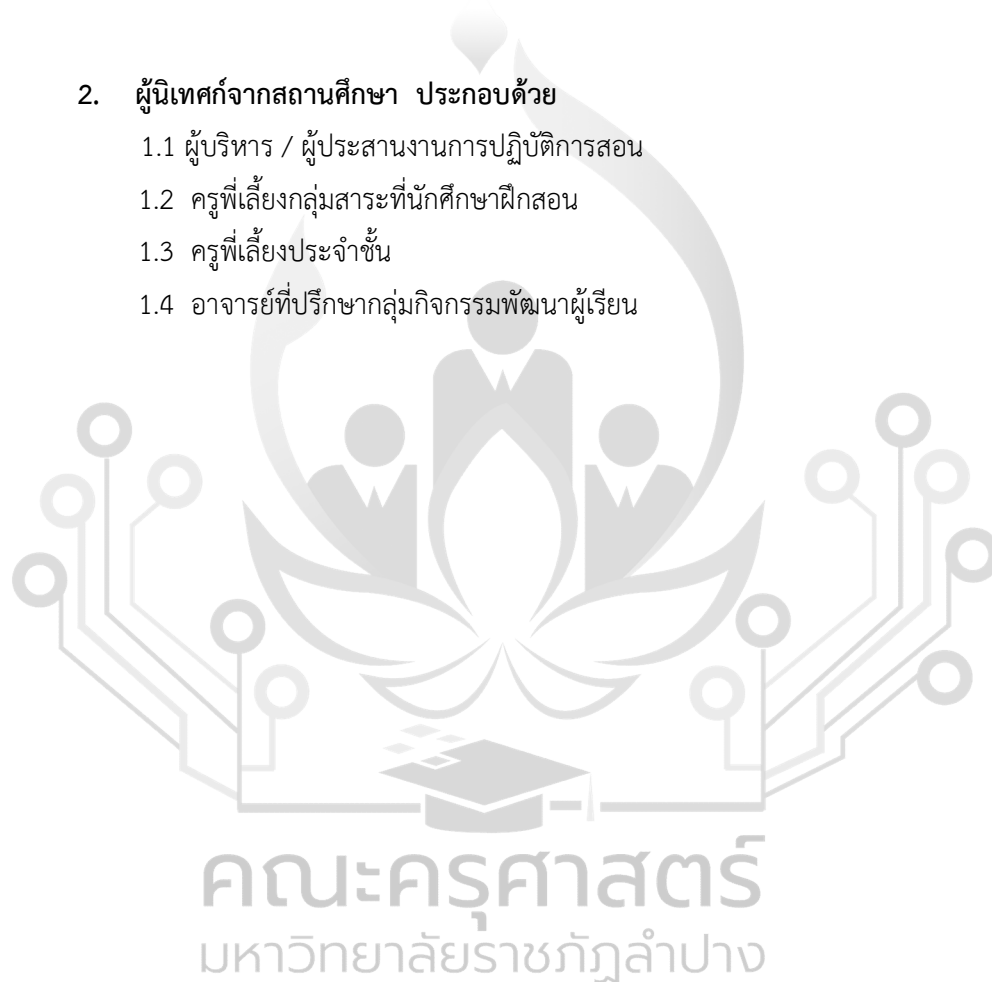 2. ผู้นิเทศก์จากสถานศึกษา ประกอบด้วย
1.1 ผู้บริหาร / ผู้ประสานงานการปฏิบัติการสอน
1.2 ครูพี่เลี้ยงกลุ่มสาระที่นักศึกษาฝึกสอน
1.3 ครูพี่เลี้ยงประจำชั้น
1.4 อาจารย์ที่ปรึกษากลุ่มกิจกรรมพัฒนาผู้เรียน
คณะครุศาสตร์
มหาวิทยาลัยราชภัฏลำปาง